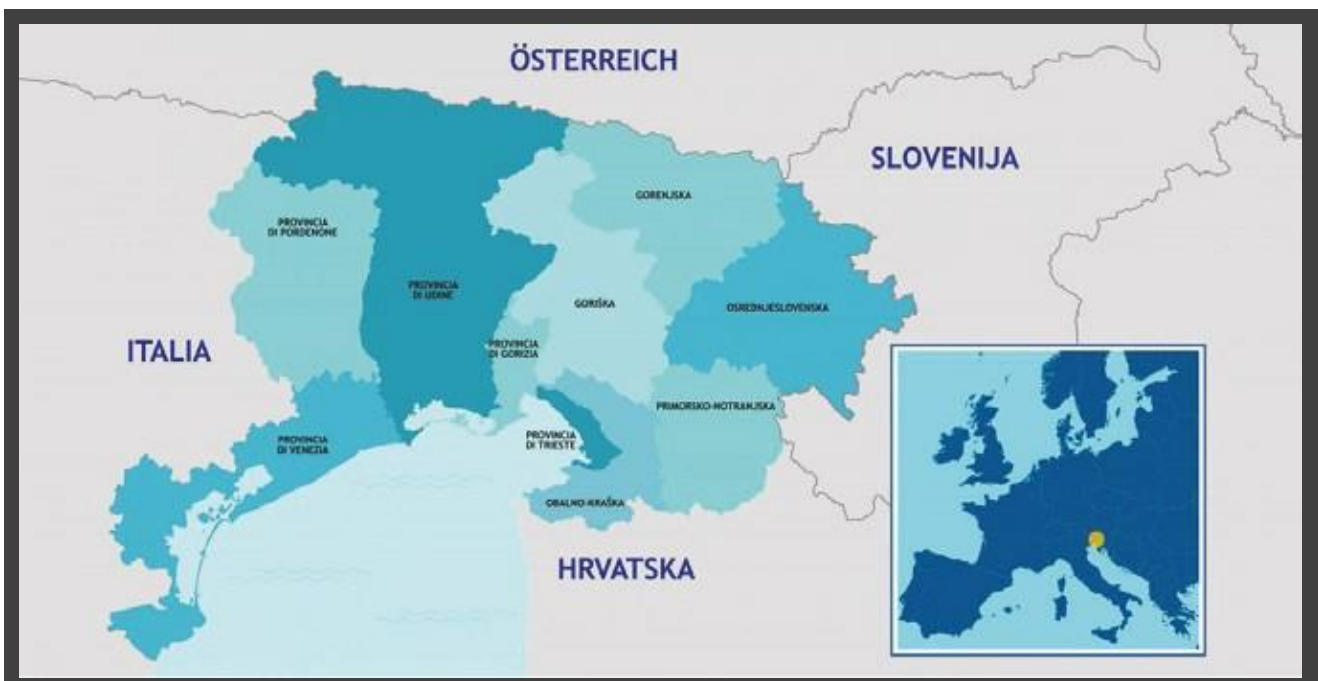 ÖSTERREICH
SLOVENIJA
GORENJSKA
PROVINCIA
DI PORDENONE
PROVINCIA
DI UDINE
GORIŠKA
OSREDNJESLOVENSKA
ITALIA
PROVINCIA
DI GORIZIA
PRIMORSKO-NOTRANJSKA
PROVINCIA
DI VENEZIA
PROVINCIA
DI TRIESTE
OBALNO-KRAŠKA
HRVATSKA